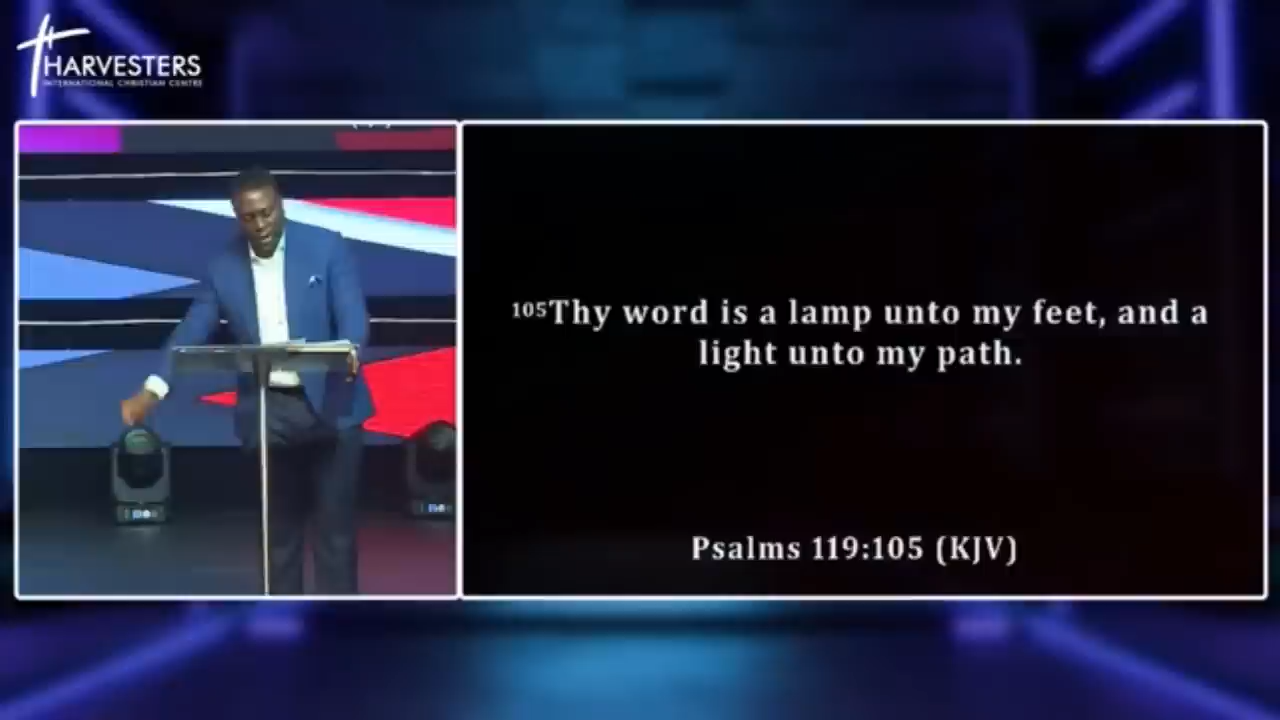 HARVESTERS
INTERNATIONAL CHRISTIAN CENTRE
105Thy word is a lamp unto my feet, and a
light unto my path.
Psalms 119:105 (KJV)